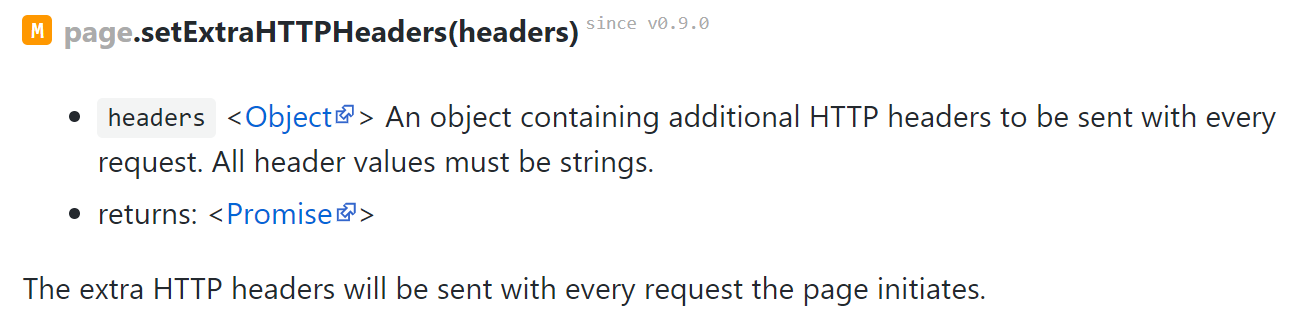 M page.setExtraHTTPHeaders(headers) since v0.9.0
headers <Object> An object containing additional HTTP headers to be sent with every
request. All header values must be strings.
returns: <Promise>
The extra HTTP headers will be sent with every request the page initiates.